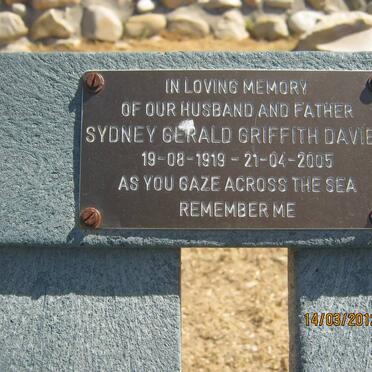 IN LOVING MEMORY
OF OUR HUSBAND AND FATHER
SYDNEY GERALD GRIFFITH DAVIE
19-08-1919 - 21-04-2005
AS YOU GAZE ACROSS THE SEA
REMEMBER ME
14/03/2012